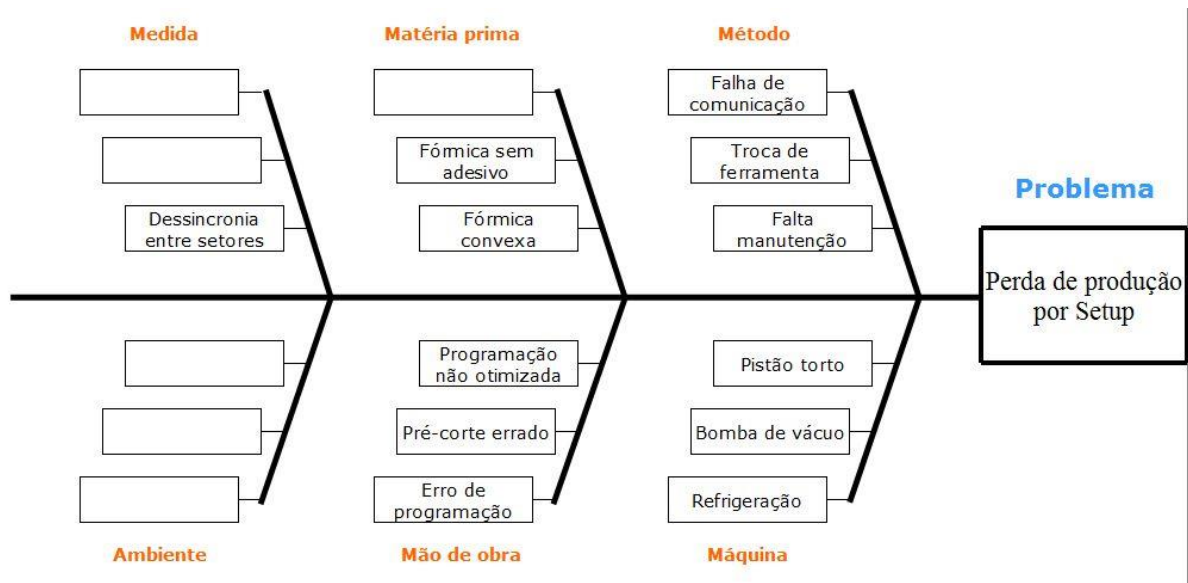 Medida
Matéria prima
Método
Falha de
comunicação
Fórmica sem
adesivo
Troca de
ferramenta
Dessincronia
entre setores
Fórmica
convexa
Falta
manutenção
Problema
Perda de produção
por Setup
Programação
não otimizada
Pistão torto
Pré-corte errado
Bomba de vácuo
Erro de
programação
Refrigeração
Ambiente
Mão de obra
Máquina